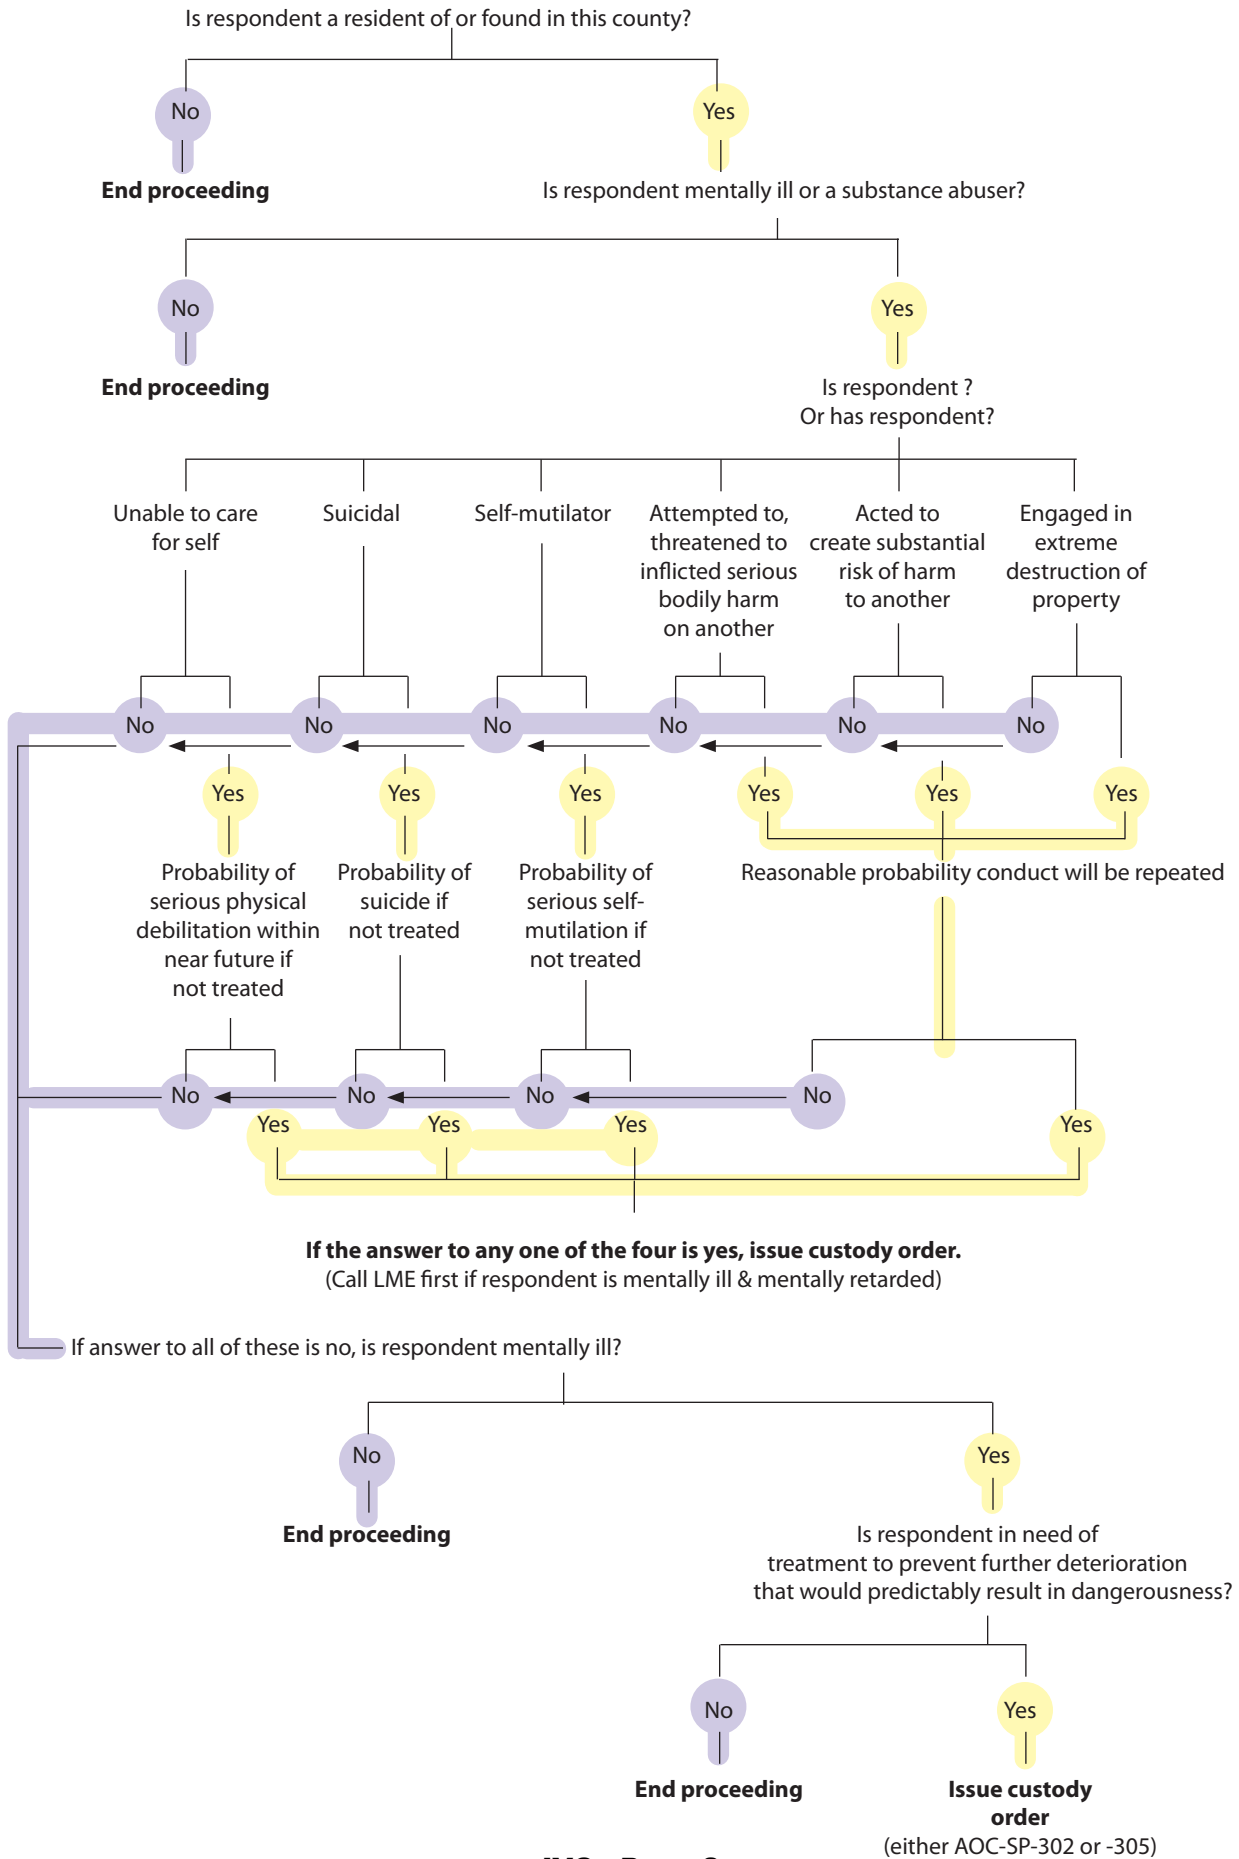 Is respondent a resident of or found in this county?
No
Yes
End proceeding
Is respondent mentally ill or a substance abuser?
No
Yes
End proceeding
Is respondent ?
Or has respondent?
Unable to care
for self
Suicidal
Self-mutilator
Attempted to,
threatened to
inflicted serious
bodily harm
on another
Acted to
create substantial
risk of harm
to another
Engaged in
extreme
destruction of
property
No
No
No
No
No
No
Yes
Yes
Yes
Yes
Yes
Yes
Probability of
serious physical
debilitation within
near future if
not treated
Probability of
suicide if
not treated
Probability of
serious self-
mutilation if
not treated
Reasonable probability conduct will be repeated
No
No
No
No
Yes
Yes
Yes
Yes
If the answer to any one of the four is yes, issue custody order.
(Call LME first if respondent is mentally ill & mentally retarded)
If answer to all of these is no, is respondent mentally ill?
No
Yes
End proceeding
Is respondent in need of
treatment to prevent further deterioration
that would predictably result in dangerousness?
No
Yes
End proceeding
Issue custody
order
(either AOC-SP-302 or -305)